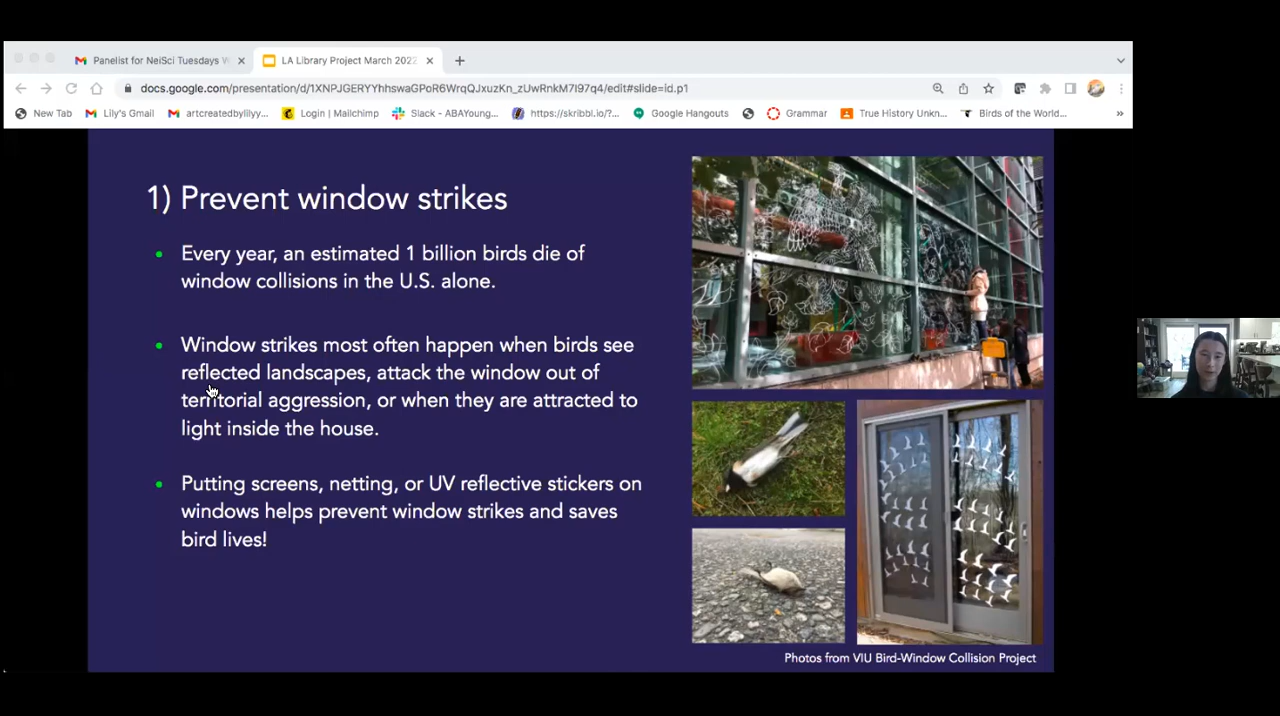 Panelist for NeiSci Tuesdays W
LA Library Project March 2022
docs.google.com/presentation/d/1XNPJGERYYhhswaGPoR6WrqQJxuzKn_zUwRnkM7I97q4/edit#slide=id.p1
New Tab Lily's Gmail artcreatedbylilyy... Login | Mailchimp Slack - ABAYoung... https://skribbl.io/?... Google Hangouts Grammar True History Unkn... Birds of the World... »
1) Prevent window strikes
• Every year, an estimated 1 billion birds die of
window collisions in the U.S. alone.
• Window strikes most often happen when birds see
reflected landscapes, attack the window out of
territorial aggression, or when they are attracted to
light inside the house.
• Putting screens, netting, or UV reflective stickers on
windows helps prevent window strikes and saves
bird lives!
Photos from VIU Bird-Window Collision Project